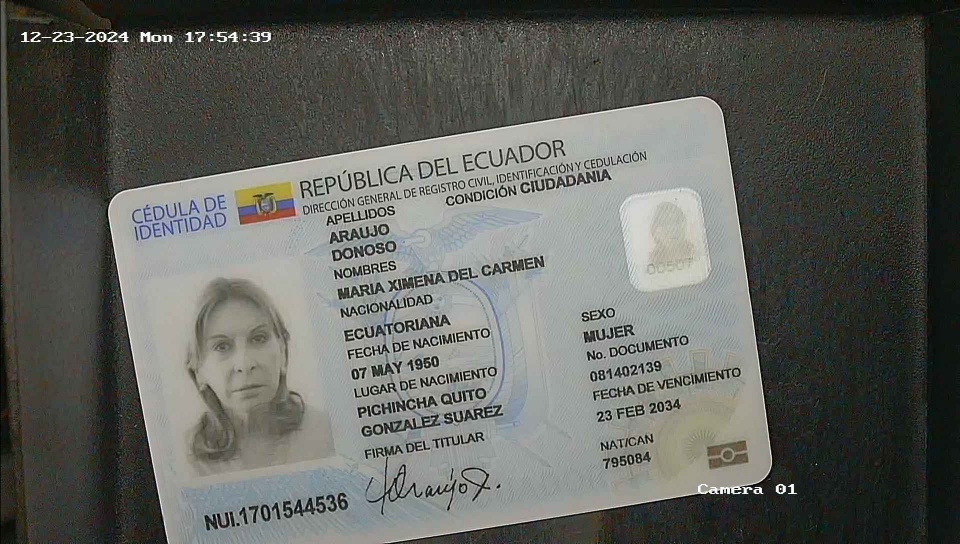 12-23-2024 Mon 17:54:39
CÉDULA DE
IDENTIDAD
REPÚBLICA DEL ECUADOR
DIRECCIÓN GENERAL DE REGISTRO CIVIL, IDENTIFICACIÓN Y CEDULACIÓN
APELLIDOS
CONDICIÓN CIUDADANIA
ARAUJO
DONOSO
NOMBRES
MARIA XIMENA DEL CARMEN
NACIONALIDAD
ECUATORIANA
FECHA DE NACIMIENTO
07 MAY 1950
LUGAR DE NACIMIENTO
PICHINCHA QUITO
GONZALEZ SUAREZ
FIRMA DEL TITULAR
SEXO
MUJER
No. DOCUMENTO
081402139
FECHA DE VENCIMIENTO
23 FEB 2034
NAT/CAN
795084
NUI.1701544536
Camera 01